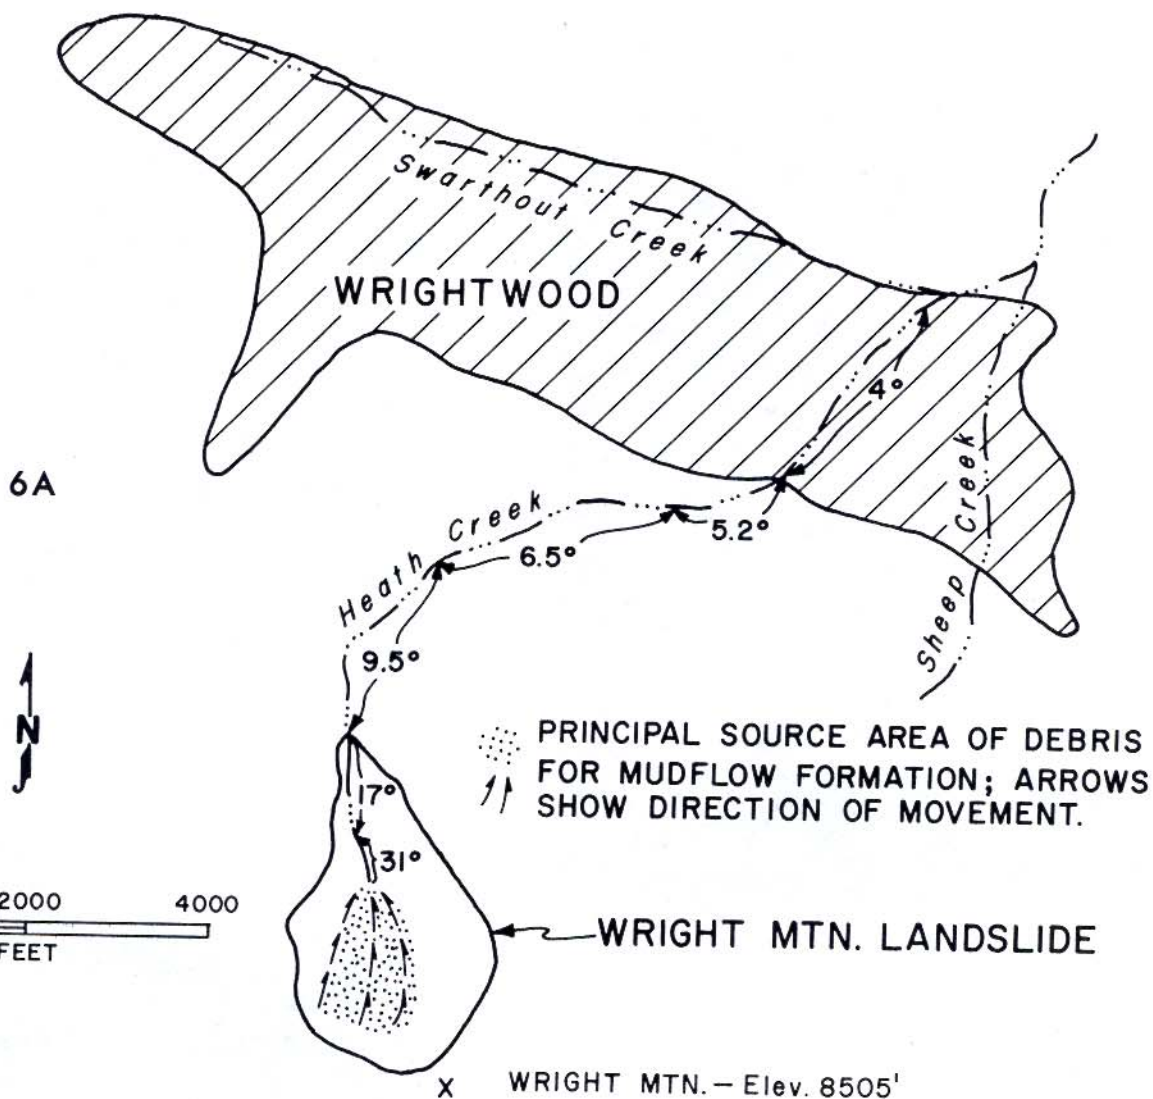 Swarthout Creek
WRIGHTWOOD
4°
6A
Heath Creek
5.2°
6.5°
Sheep Creek
9.5°
N
PRINCIPAL SOURCE AREA OF DEBRIS
FOR MUDFLOW FORMATION; ARROWS
SHOW DIRECTION OF MOVEMENT.
17°
31°
2000 4000
FEET
WRIGHT MTN. LANDSLIDE
X WRIGHT MTN. – Elev. 8505'